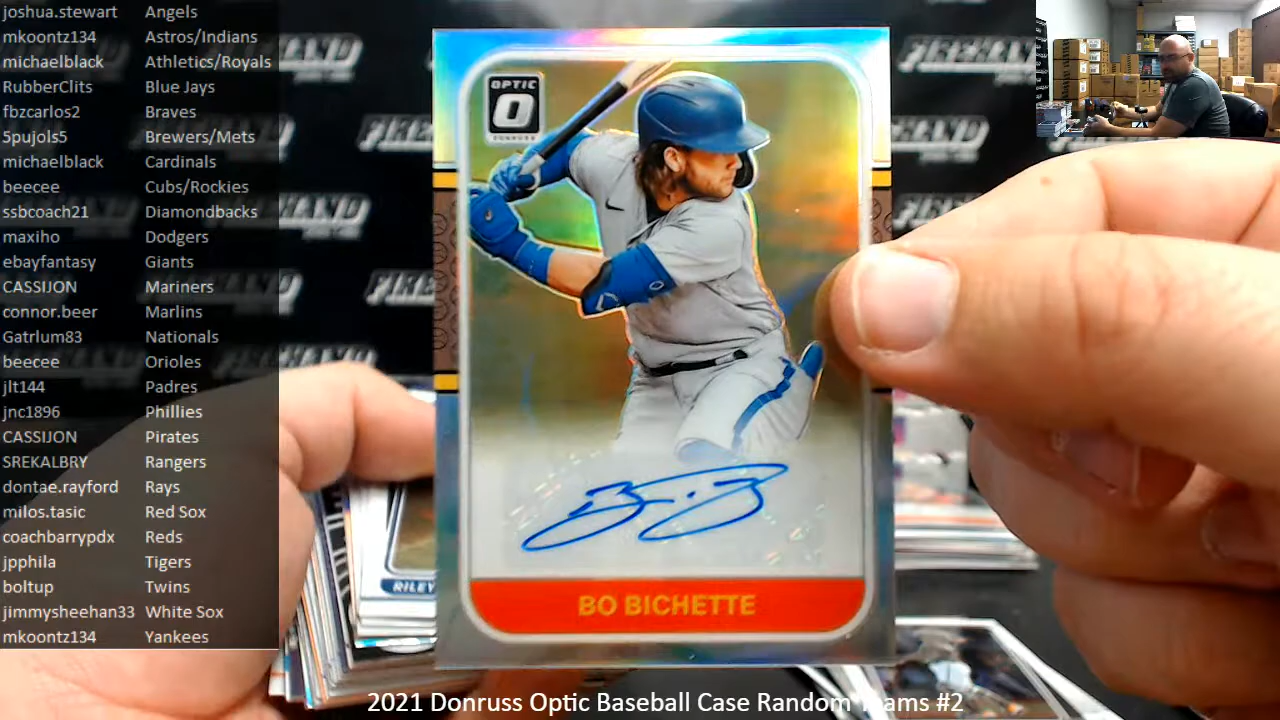 joshua.stewart Angels
mkoontz134 Astros/Indians
michaelblack Athletics/Royals
RubberClits Blue Jays
fbzcarlos2 Braves
5pujols5 Brewers/Mets
michaelblack Cardinals
beecee Cubs/Rockies
ssbcoach21 Diamondbacks
maxiho Dodgers
ebayfantasy Giants
CASSIJON Mariners
connor.beer Marlins
Gatrlum83 Nationals
beecee Orioles
jlt144 Padres
jnc1896 Phillies
CASSIJON Pirates
SREKALBRY Rangers
dontae.rayford Rays
milos.tasic Red Sox
coachbarrypdx Reds
jpphila Tigers
boltup Twins
jimmysheehan33 White Sox
mkoontz134 Yankees
OPTIC
O
DONRUSS
RILEY
BO BICHETTE
2021 Donruss Optic Baseball Case Random Teams #2